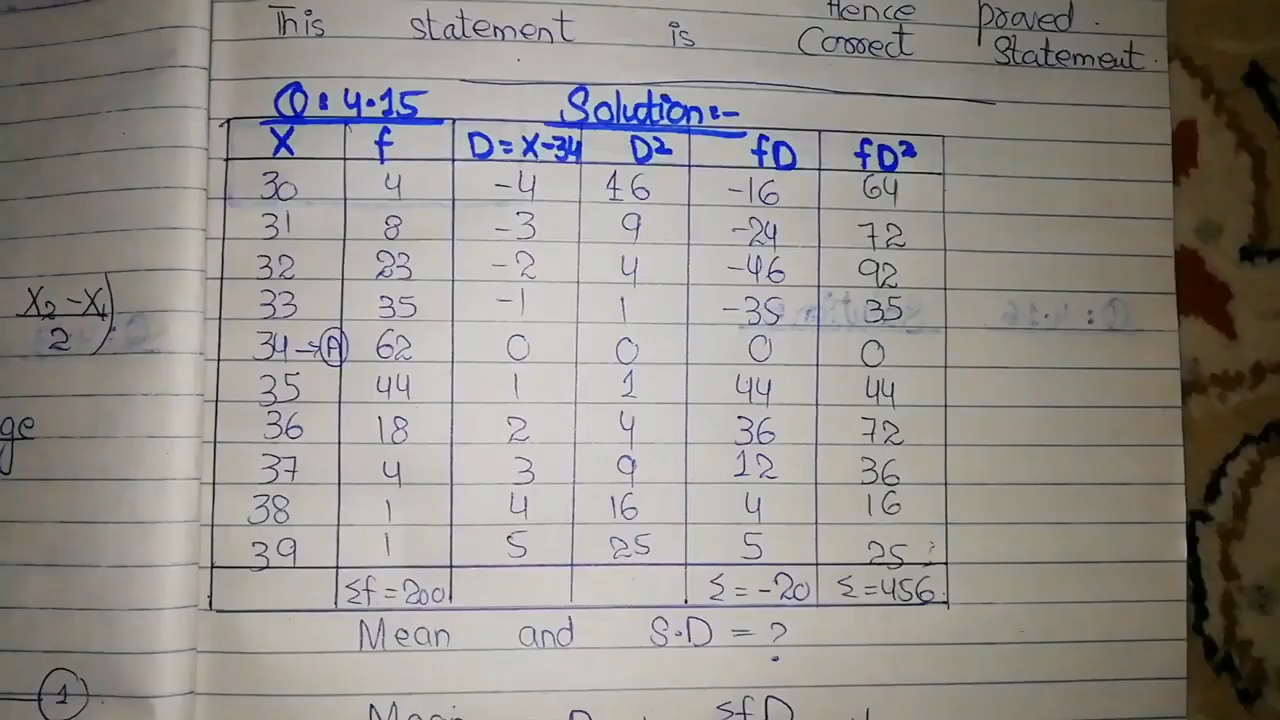 Hence proved.
This statement is Correct Statement.
Q: 4.15 Solution:-
X f D = X-34 D² fD fD²
30 4 -4 16 -16 64
31 8 -3 9 -24 72
32 23 -2 4 -46 92
33 35 -1 1 -35 35
34→(A) 62 0 0 0 0
35 44 1 1 44 44
36 18 2 4 36 72
37 4 3 9 12 36
38 1 4 16 4 16
39 1 5 25 5 25
Σf = 200 Σ = -20 Σ = 456.
Mean and S.D = ?
ΣfD
X₂ - X₁)
2
ge
1